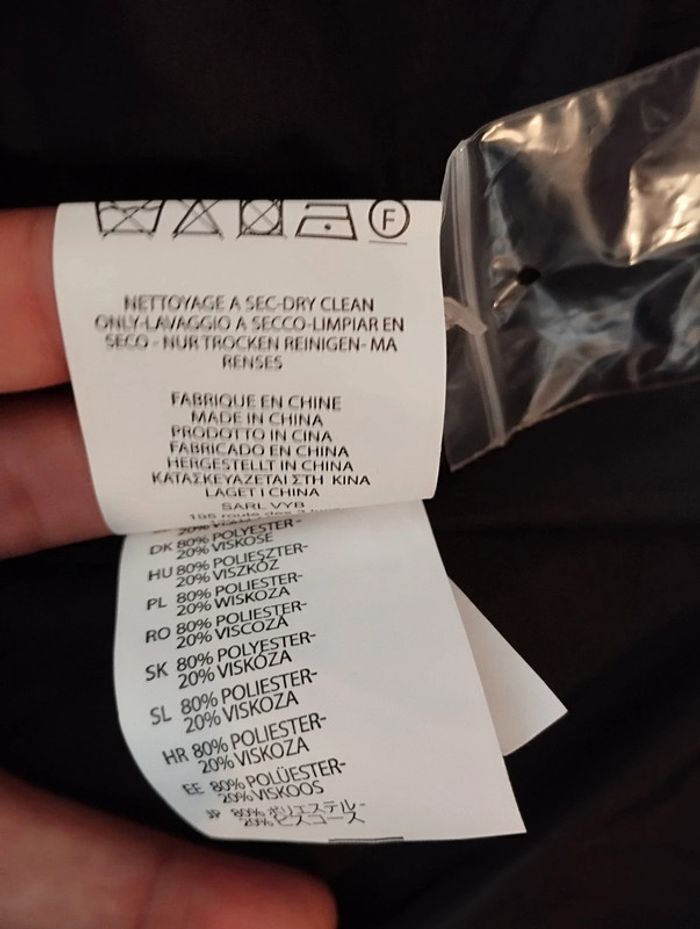 F
NETTOYAGE A SEC-DRY CLEAN
ONLY-LAVAGGIO A SECCO-LIMPIAR EN
SECO - NUR TROCKEN REINIGEN- MA
RENSES
FABRIQUE EN CHINE
MADE IN CHINA
PRODOTTO IN CINA
FABRICADO EN CHINA
HERGESTELLT IN CHINA
ΚΑΤΑΣΚΕΥΑΖΕΤΑΙ ΣΤΗ ΚΙΝΑ
LAGET I CHINA
SARL VYB
195 route des
20%
DK 80% POLYESTER-
20% VISKOSE
HU 80% POLIESZTER-
20% VISZKÓZ
PL 80% POLIESTER-
20% WISKOZA
RO 80% POLIESTER-
20% VISCOZĂ
SK 80% POLYESTER-
20% VISKÓZA
SL 80% POLIESTER-
20% VISKOZA
HR 80% POLIESTER-
20% VISKOZA
EE 80% POLÜESTER-
20% VISKOOS
JP 80% ポリエステル-
20% ビスコース